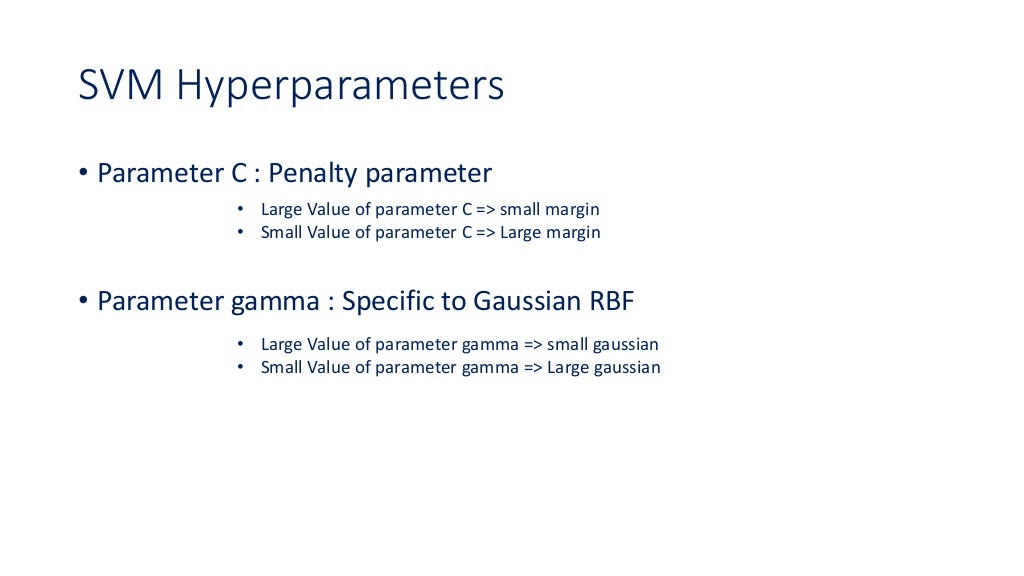 SVM Hyperparameters
• Parameter C : Penalty parameter
• Large Value of parameter C => small margin
• Small Value of parameter C => Large margin
• Parameter gamma : Specific to Gaussian RBF
• Large Value of parameter gamma => small gaussian
• Small Value of parameter gamma => Large gaussian